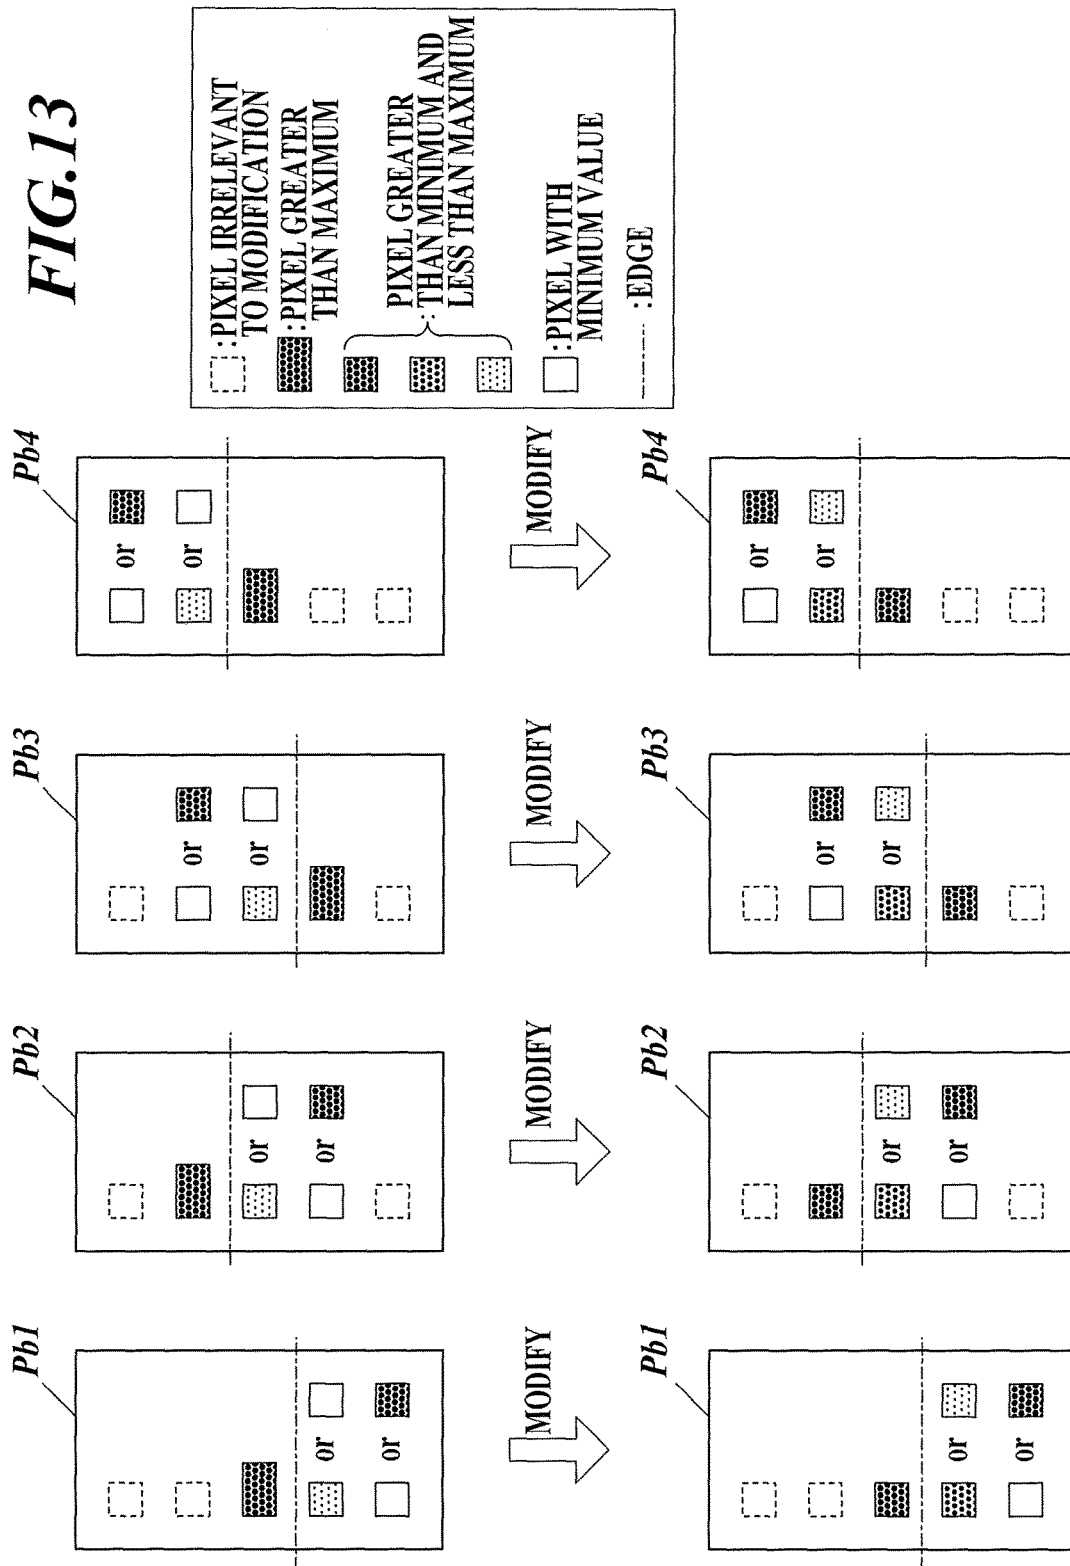 FIG.13
Pb1
or
or
MODIFY
Pb1
or
or
Pb2
or
or
MODIFY
Pb2
or
or
Pb3
or
or
MODIFY
Pb3
or
or
Pb4
or
or
MODIFY
Pb4
or
or
:PIXEL IRRELEVANT
TO MODIFICATION
:PIXEL GREATER
THAN MAXIMUM
PIXEL GREATER
:THAN MINIMUM AND
LESS THAN MAXIMUM
:PIXEL WITH
MINIMUM VALUE
:EDGE